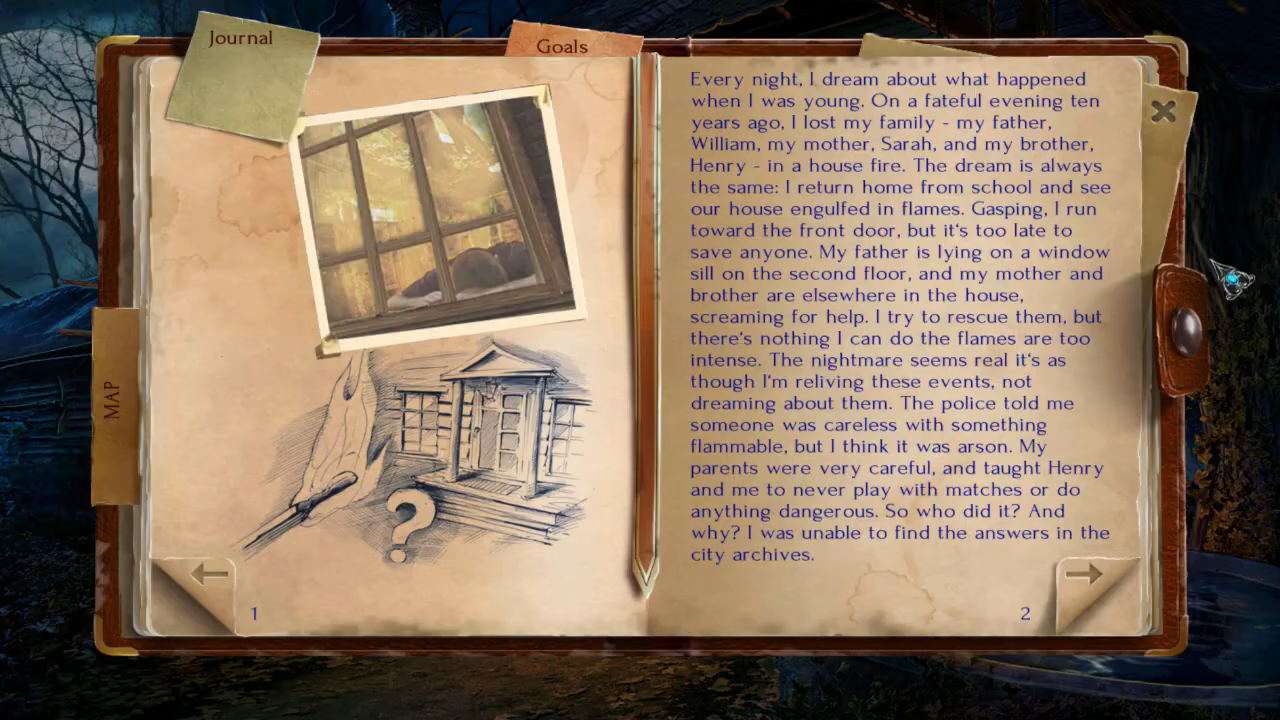 Journal
Goals
MAP
Every night, I dream about what happened
when I was young. On a fateful evening ten
years ago, I lost my family - my father,
William, my mother, Sarah, and my brother,
Henry - in a house fire. The dream is always
the same: I return home from school and see
our house engulfed in flames. Gasping, I run
toward the front door, but it‘s too late to
save anyone. My father is lying on a window
sill on the second floor, and my mother and
brother are elsewhere in the house,
screaming for help. I try to rescue them, but
there‘s nothing I can do the flames are too
intense. The nightmare seems real it‘s as
though I‘m reliving these events, not
dreaming about them. The police told me
someone was careless with something
flammable, but I think it was arson. My
parents were very careful, and taught Henry
and me to never play with matches or do
anything dangerous. So who did it? And
why? I was unable to find the answers in the
city archives.
?
1
2